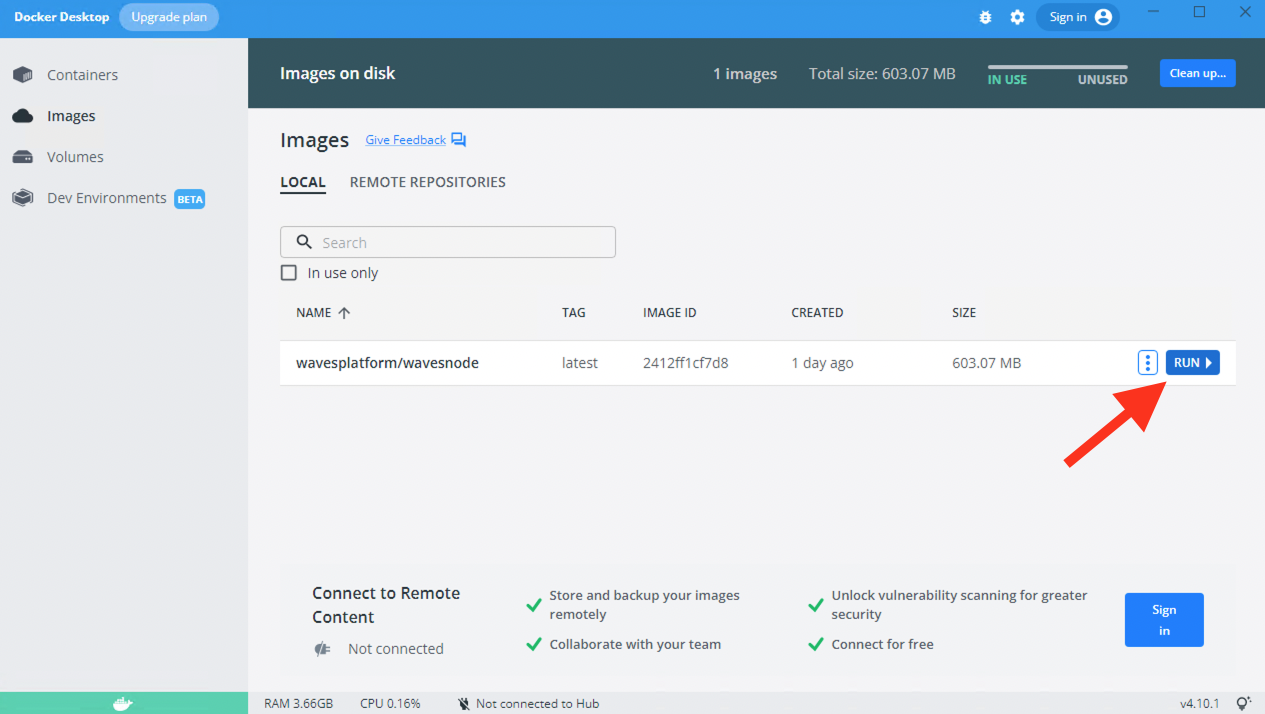 Docker Desktop Upgrade plan Sign in
Containers
Images
Volumes
Dev Environments BETA
Images on disk 1 images Total size: 603.07 MB IN USE UNUSED Clean up...
Images Give Feedback
LOCAL REMOTE REPOSITORIES
Search
In use only
NAME TAG IMAGE ID CREATED SIZE
wavesplatform/wavesnode latest 2412ff1cf7d8 1 day ago 603.07 MB RUN
Connect to Remote
Content
Not connected
Store and backup your images
remotely
Collaborate with your team
Unlock vulnerability scanning for greater
security
Connect for free
Sign
in
RAM 3.66GB CPU 0.16% Not connected to Hub v4.10.1